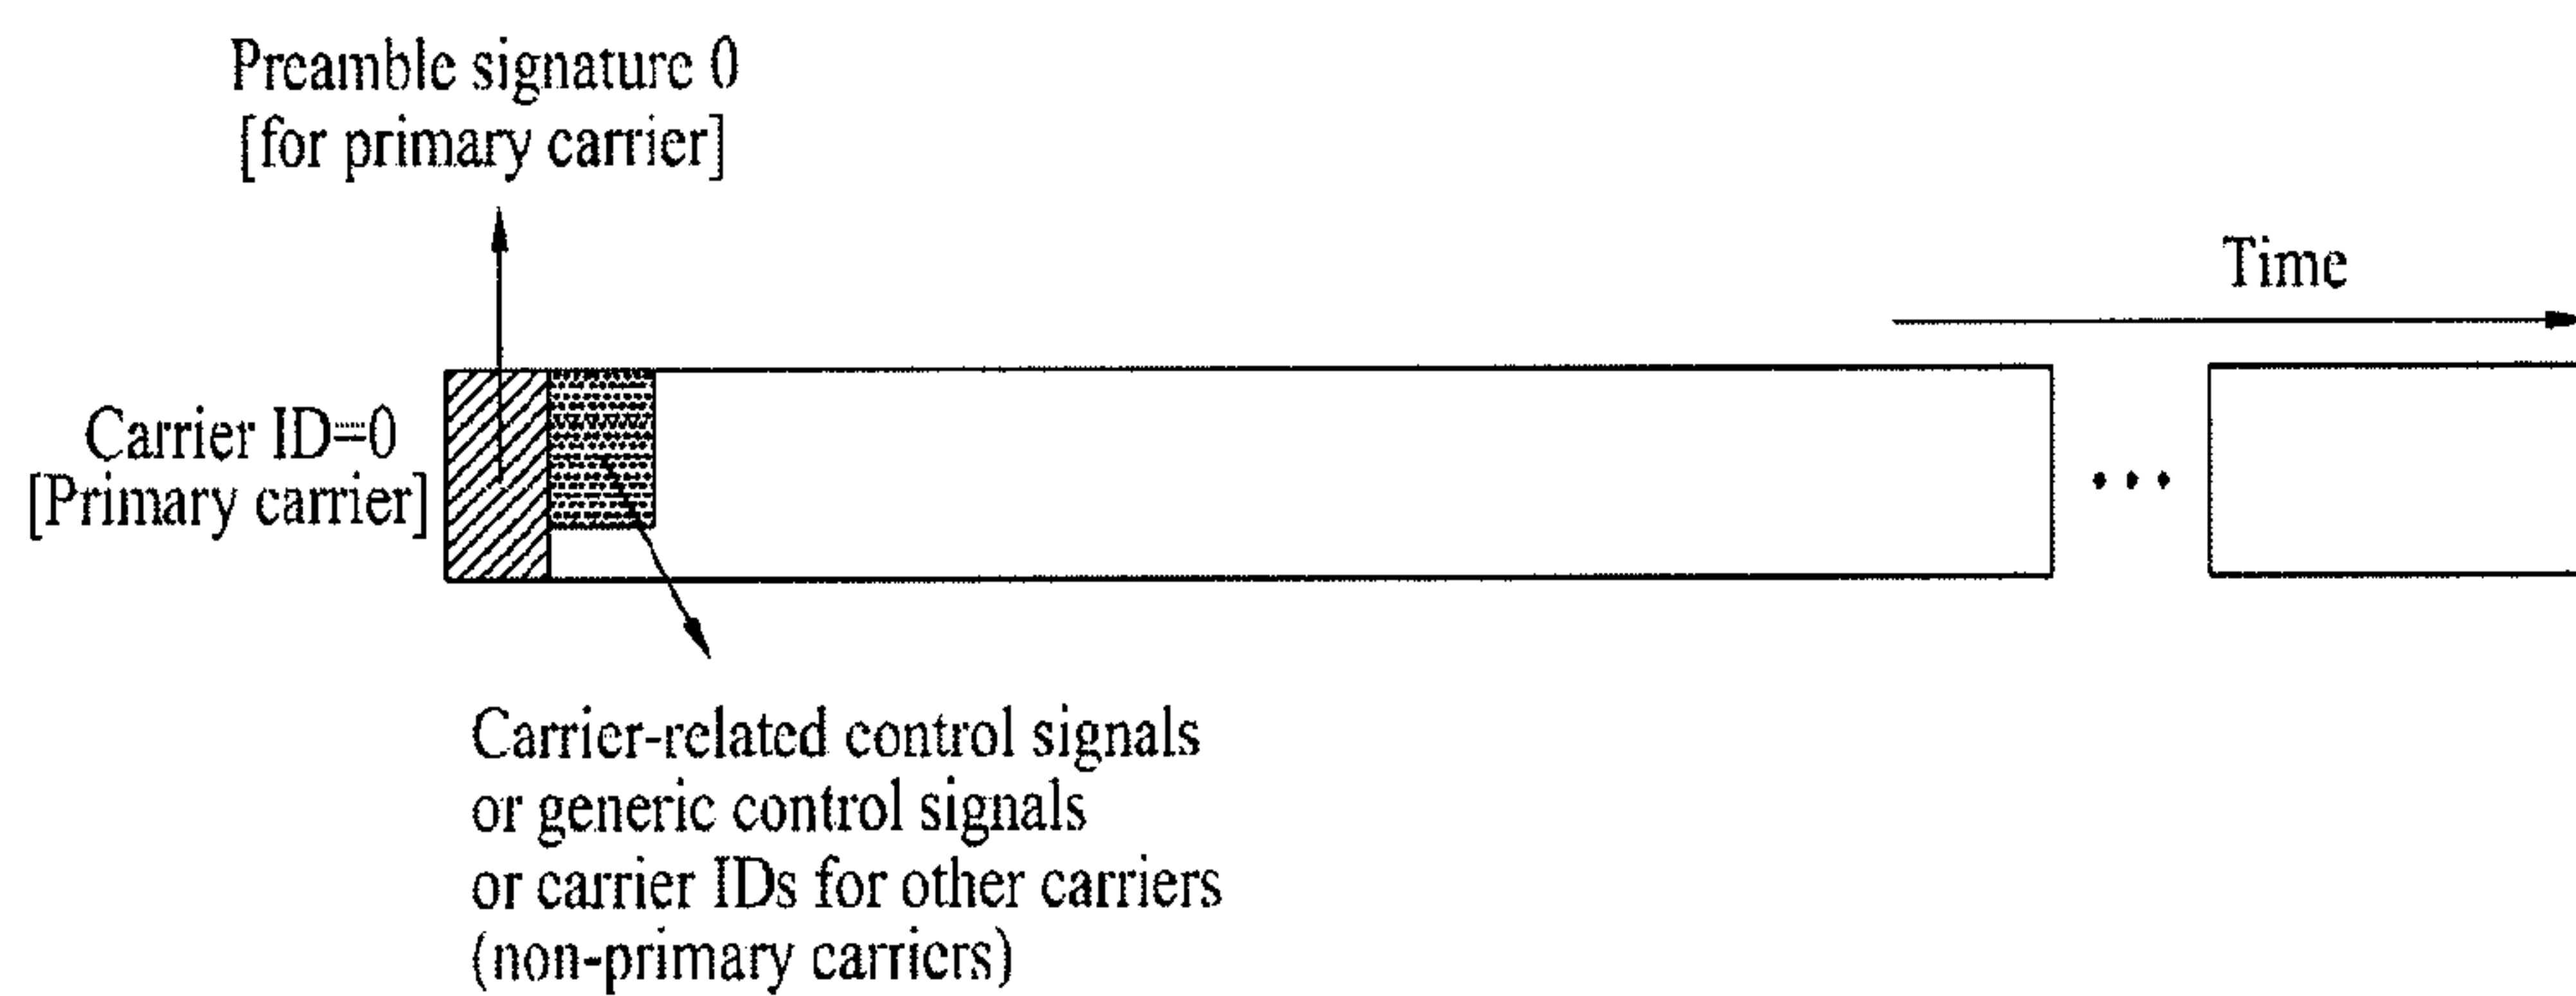 Preamble signature 0
[for primary carrier]
Time
Carrier ID=0
[Primary carrier]
Carrier-related control signals
or generic control signals
or carrier IDs for other carriers
(non-primary carriers)